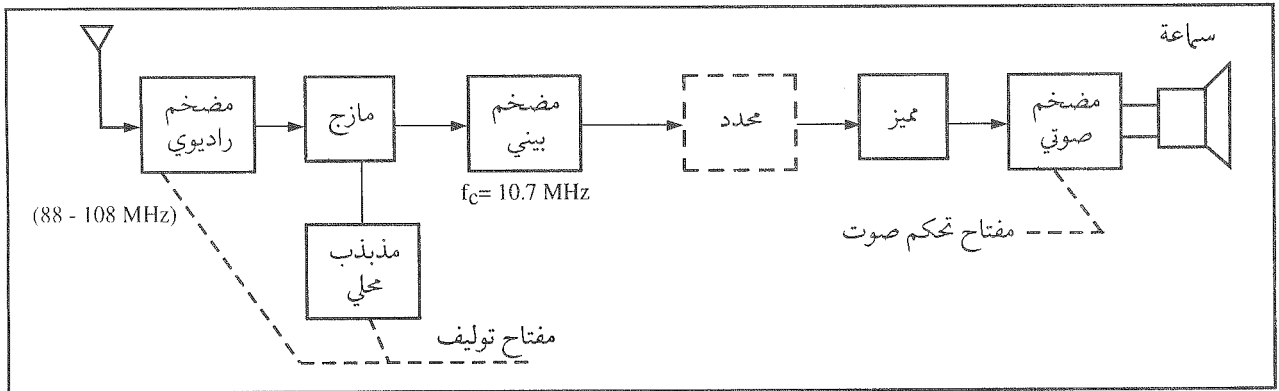 سماعة
مضخم
راديوي
مازج
مضخم
بيني
محدد
مميز
مضخم
صوتي
(88 - 108 MHz)
fC= 10.7 MHz
مذبذب
محلي
مفتاح تحكم صوت
مفتاح توليف